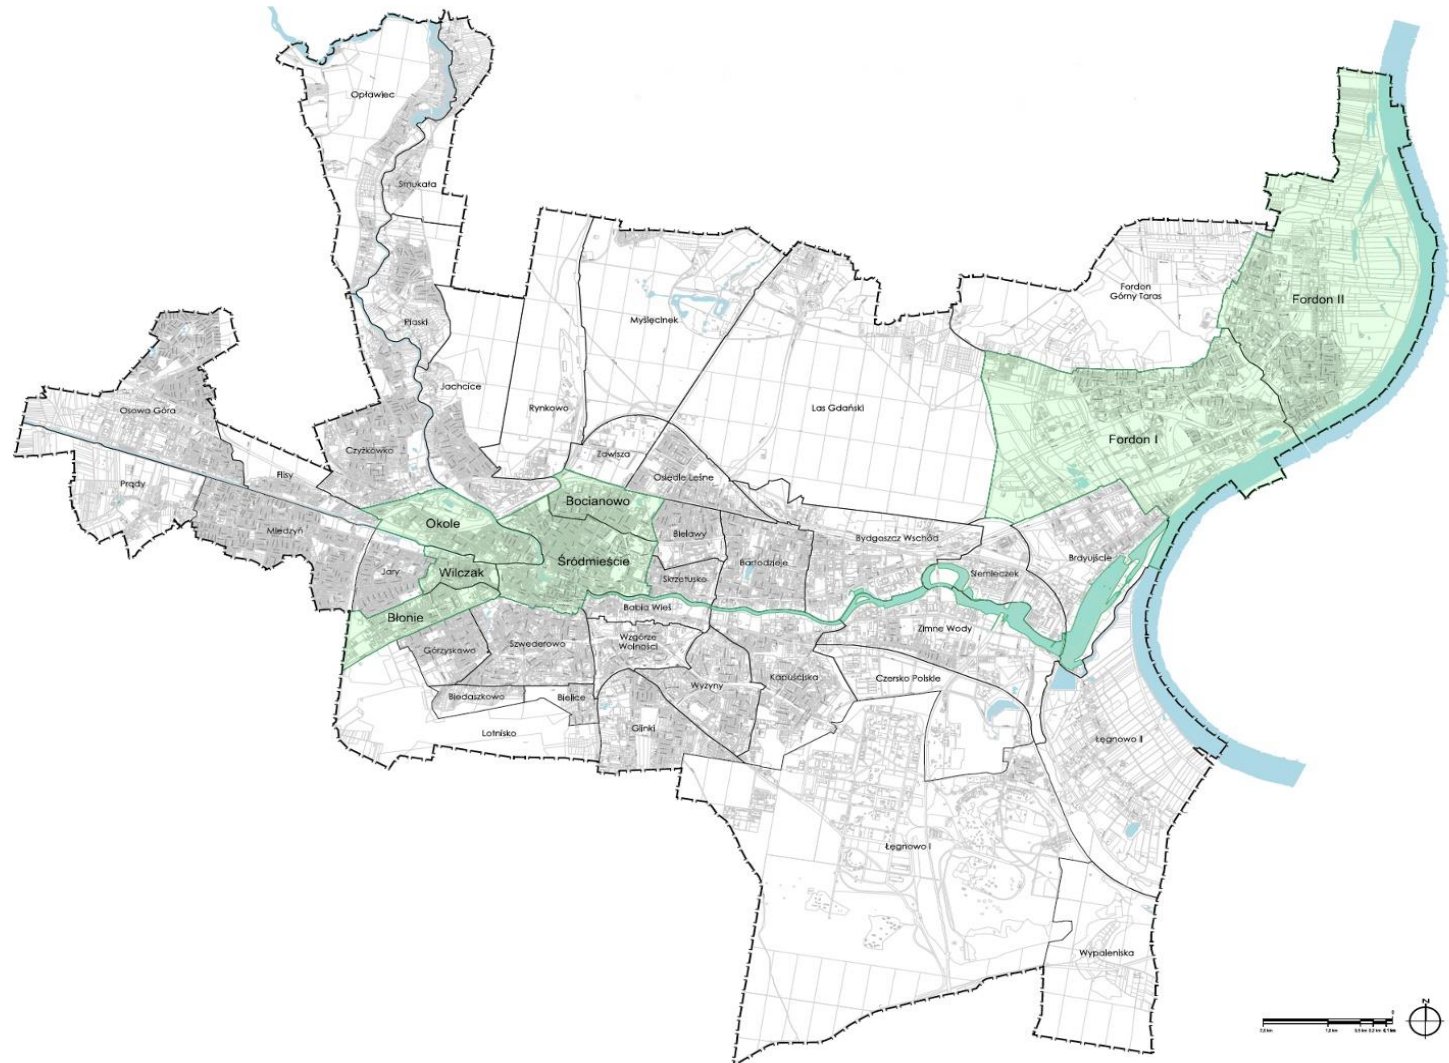 Opławiec
Smukała
Piaski
Jachcice
Rynkowo
Myślęcinek
Las Gdański
Fordon
Górny Taras
Fordon II
Fordon I
Osowa Góra
Prądy
Flisy
Miedzyń
Czyżkówko
Zawisza
Osiedle Leśne
Bocianowo
Okole
Śródmieście
Bielawy
Bartodzieje
Skrzetusko
Bydgoszcz Wschód
Siernieczek
Brdyujście
Jary
Wilczak
Błonie
Babia Wieś
Zimne Wody
Górzyskowo
Szwederowo
Wzgórze
Wolności
Wyżyny
Kapuściska
Czersko Polskie
Biedaszkowo
Bielice
Glinki
Lotnisko
Łęgnowo II
Łęgnowo I
Wypaleniska
N
0